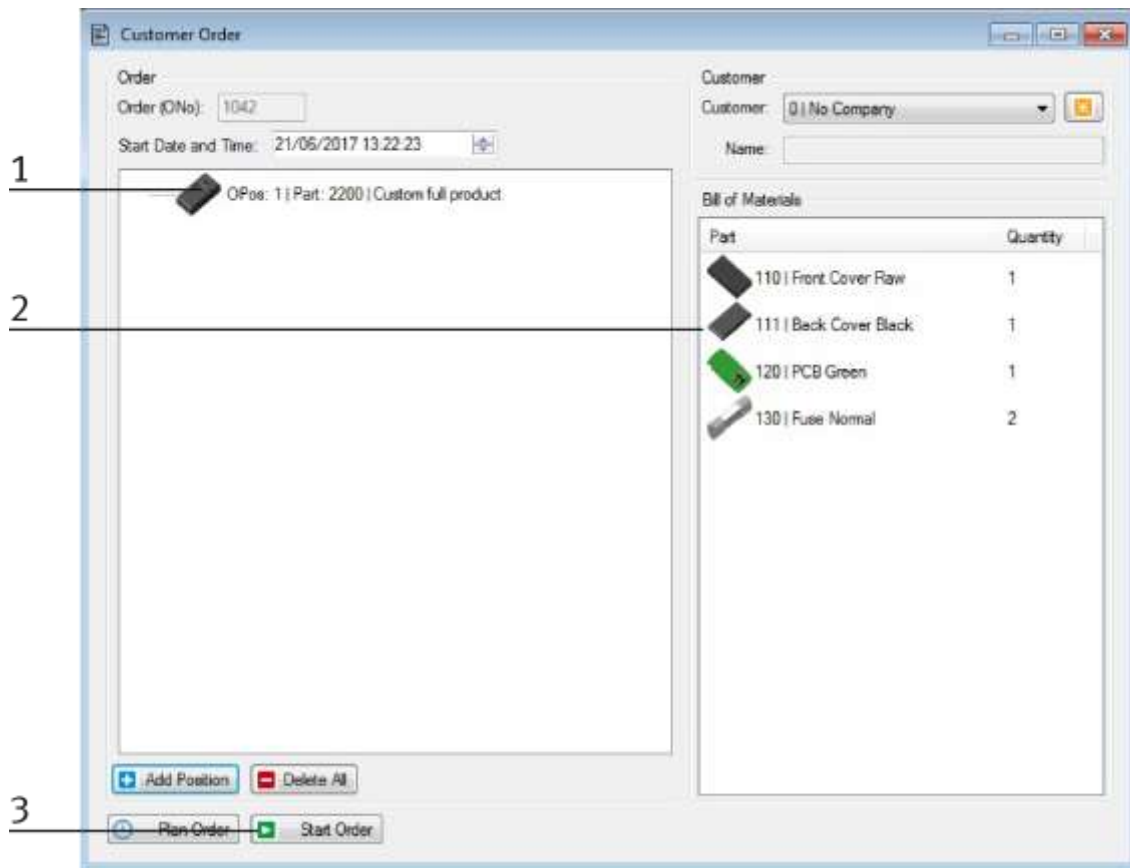 Customer Order
Order
Order (ONo): 1042
Start Date and Time: 21/06/2017 13.22.23
1
OPos: 1 | Part: 2200 | Custom full product
Customer
Customer: 0 | No Company
Name:
Bill of Materials
Part Quantity
110 | Front Cover Raw 1
2
111 | Back Cover Black 1
120 | PCB Green 1
130 | Fuse Normal 2
Add Position Delete All
3
Plan Order Start Order